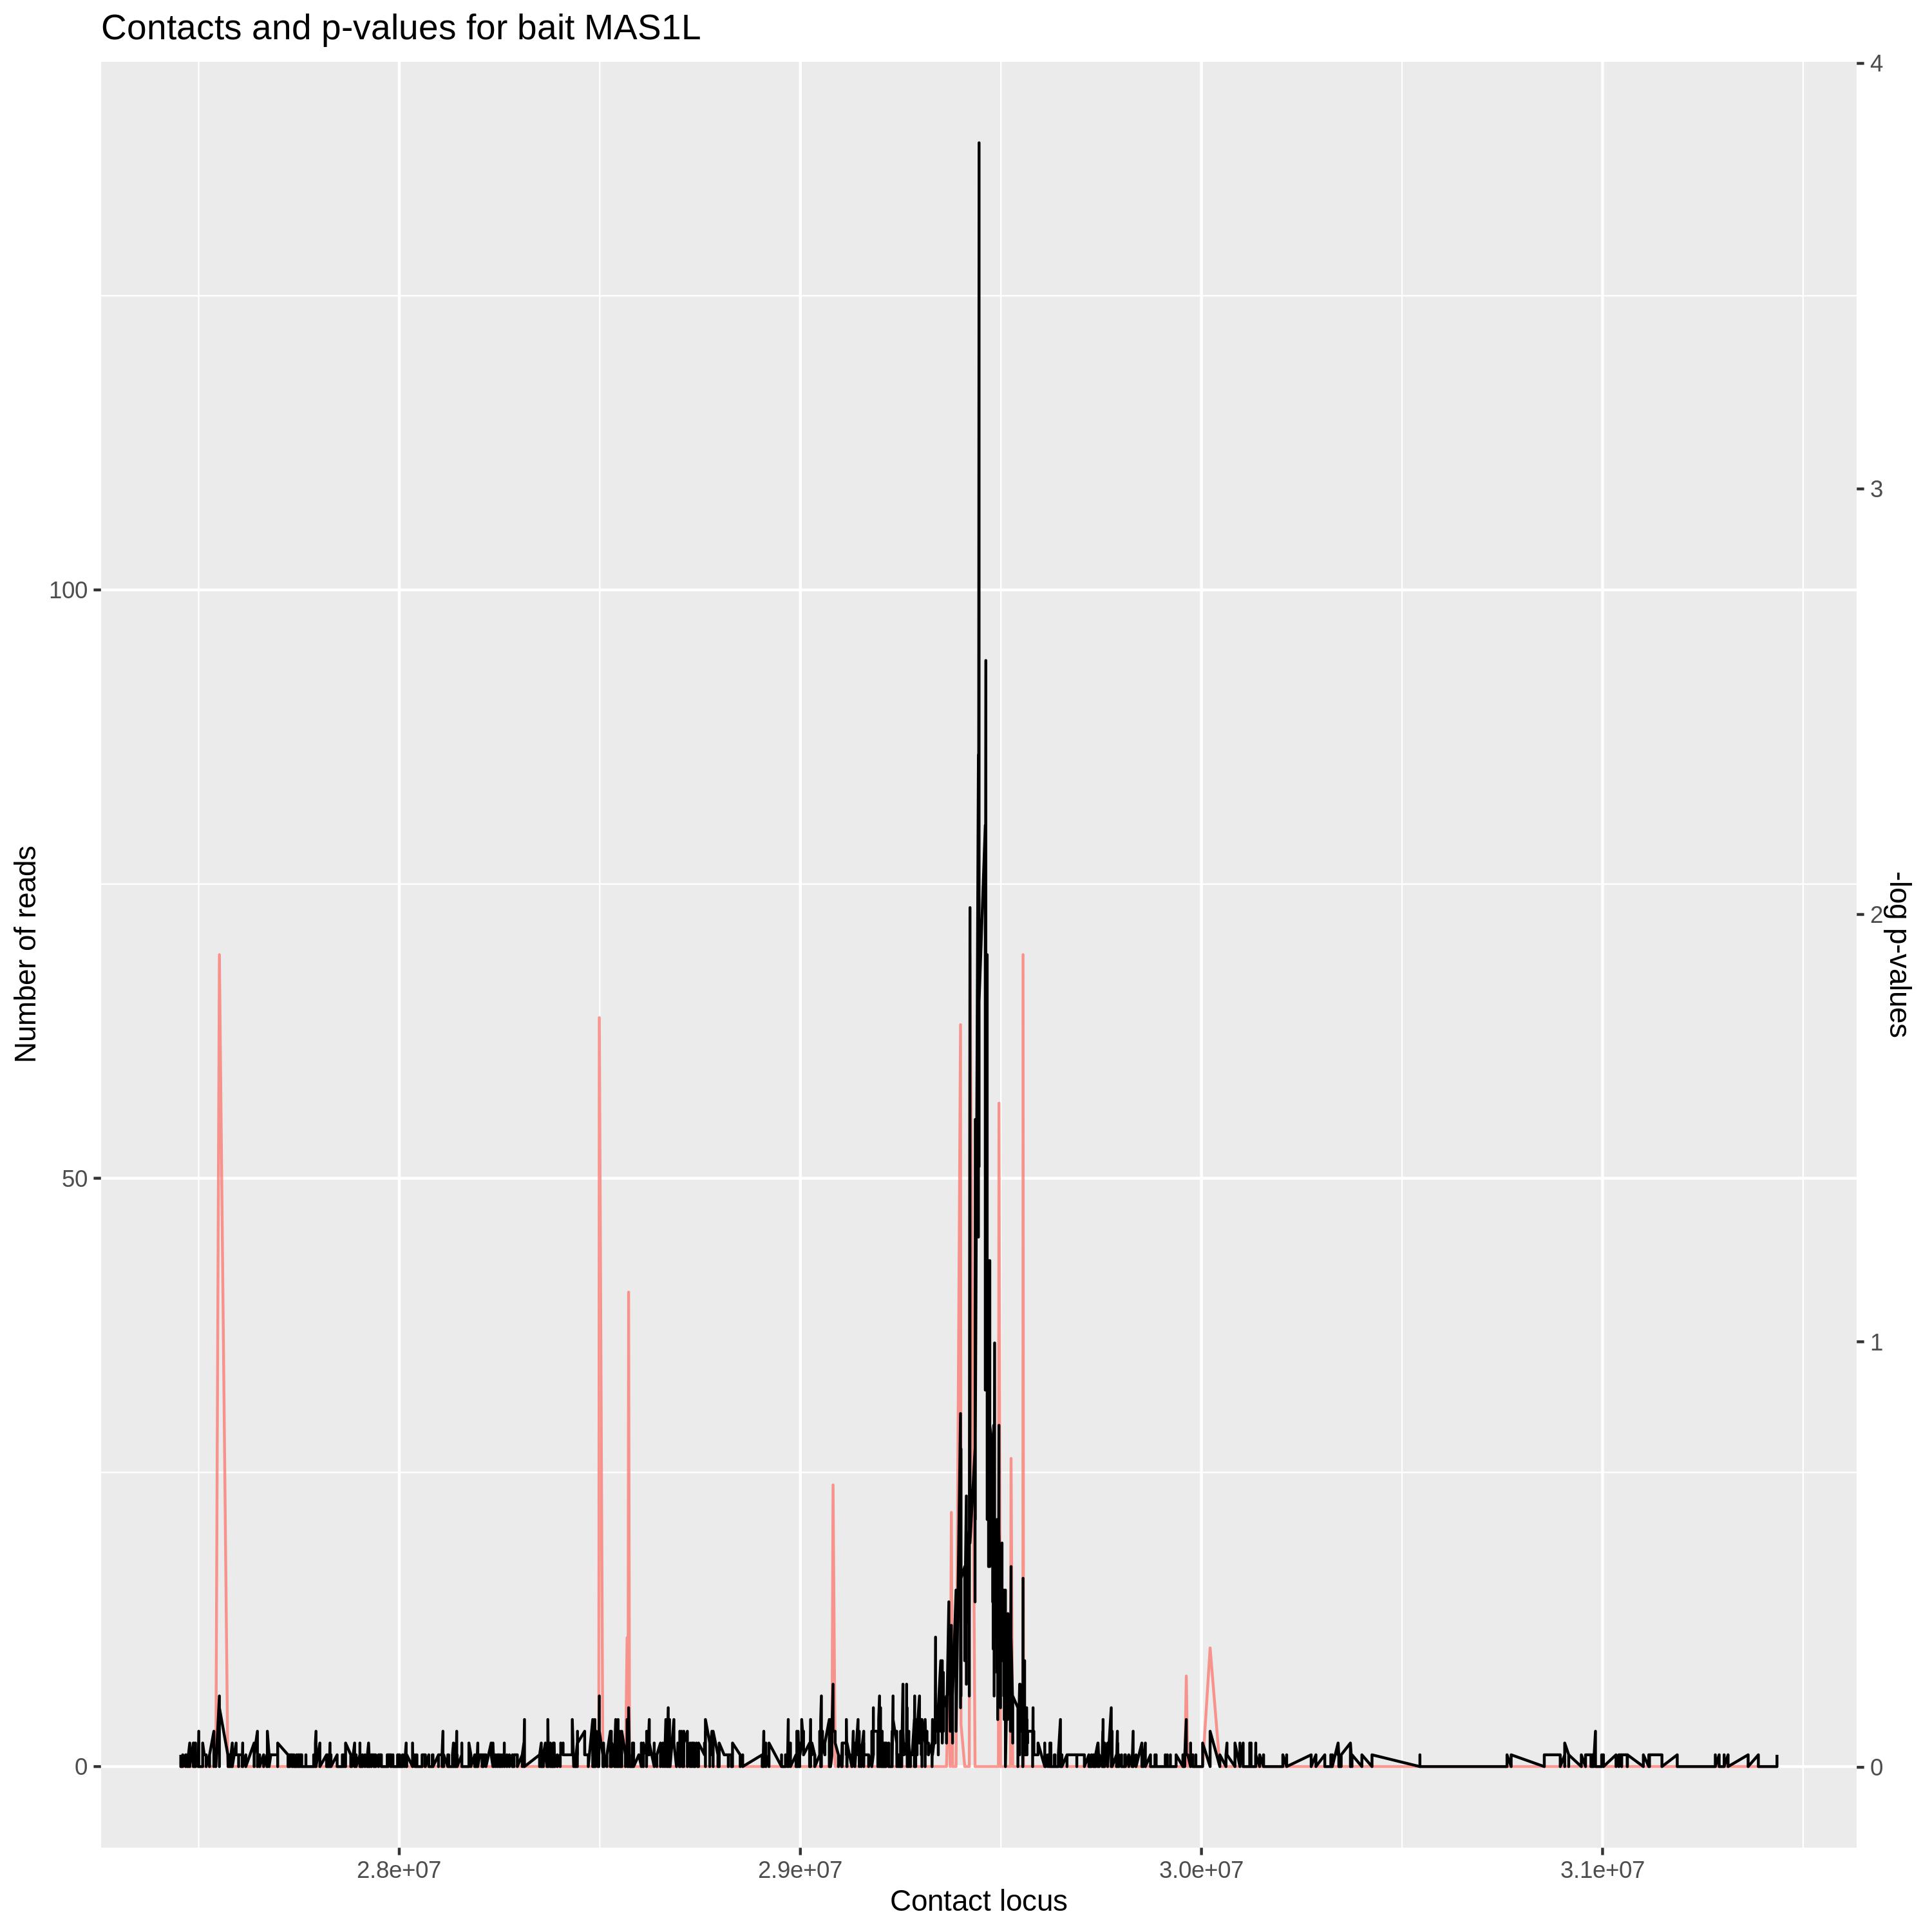 Contacts and p-values for bait MAS1L
4
3
100
2
Number of reads
-log p-values
50
1
0
0
2.8e+07
2.9e+07
3.0e+07
3.1e+07
Contact locus